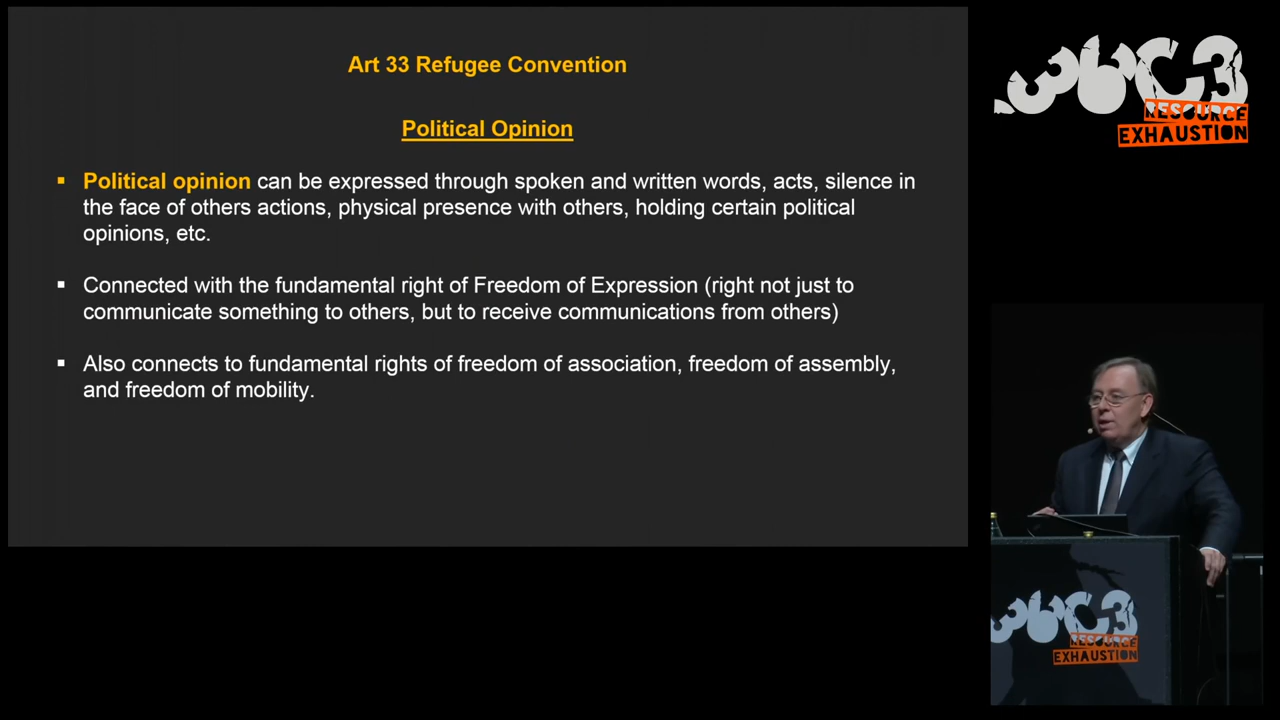 Art 33 Refugee Convention
Political Opinion
▪ Political opinion can be expressed through spoken and written words, acts, silence in
the face of others actions, physical presence with others, holding certain political
opinions, etc.
▪ Connected with the fundamental right of Freedom of Expression (right not just to
communicate something to others, but to receive communications from others)
▪ Also connects to fundamental rights of freedom of association, freedom of assembly,
and freedom of mobility.
36C3
RESOURCE
EXHAUSTION
36C3
RESOURCE
EXHAUSTION